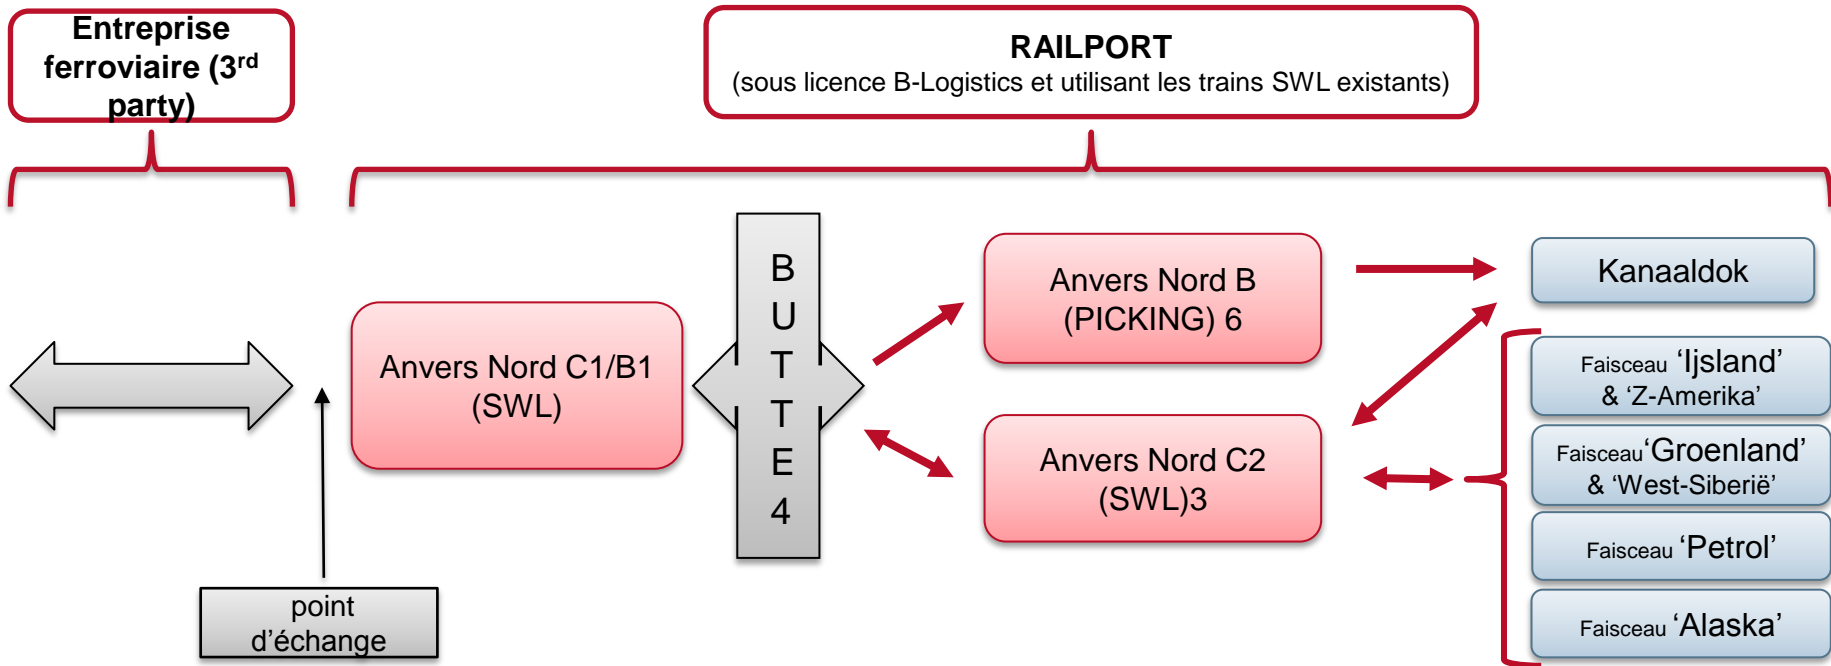 Entreprise
ferroviaire (3rd
party)
RAILPORT
(sous licence B-Logistics et utilisant les trains SWL existants)
Anvers Nord C1/B1
(SWL)
B
U
T
T
E
4
Anvers Nord B
(PICKING) 6
Anvers Nord C2
(SWL)3
Kanaaldok
Faisceau 'Ijsland'
& 'Z-Amerika'
Faisceau 'Groenland'
& 'West-Siberië'
Faisceau 'Petrol'
Faisceau 'Alaska'
point
d'échange